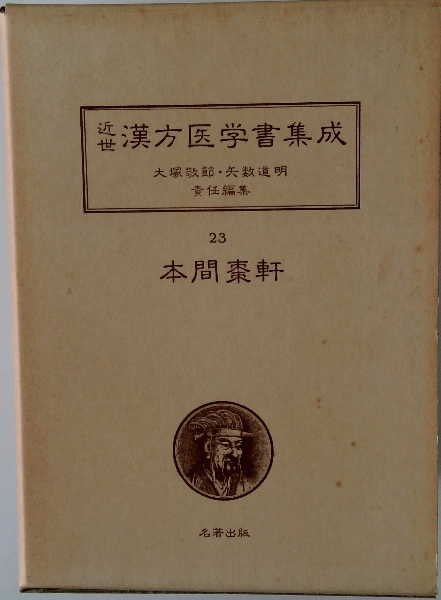 近世 漢方医学書集成
大塚敬節・矢数道明
責任編集
23
本間棗軒
名著出版